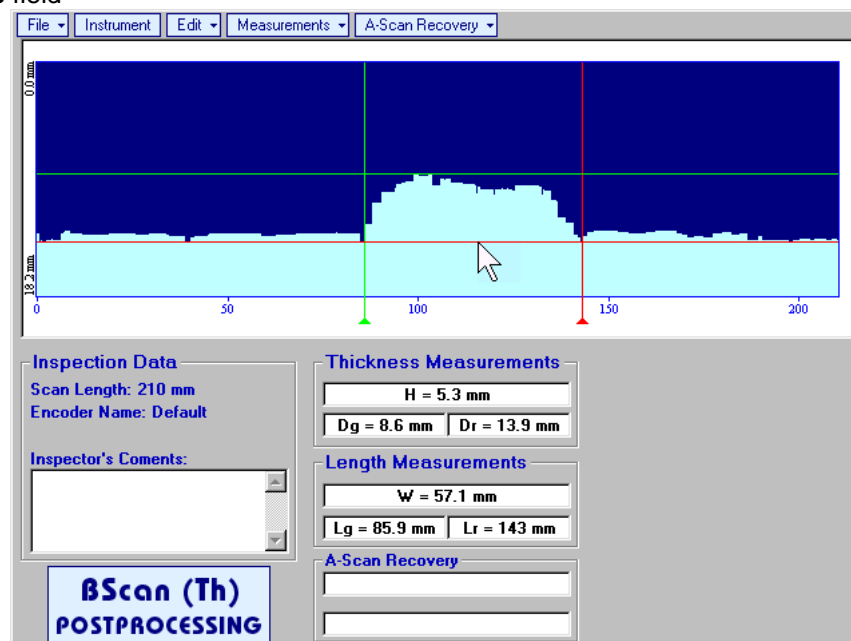 field
File Instrument Edit Measurements A-Scan Recovery
0.0 mm
18.2 mm
0 50 100 150 200
Inspection Data
Scan Length: 210 mm
Encoder Name: Default
Inspector's Coments:
Thickness Measurements
H = 5.3 mm
Dg = 8.6 mm Dr = 13.9 mm
Length Measurements
W = 57.1 mm
Lg = 85.9 mm Lr = 143 mm
A-Scan Recovery
ßScan (Th)
POSTPROCESSING